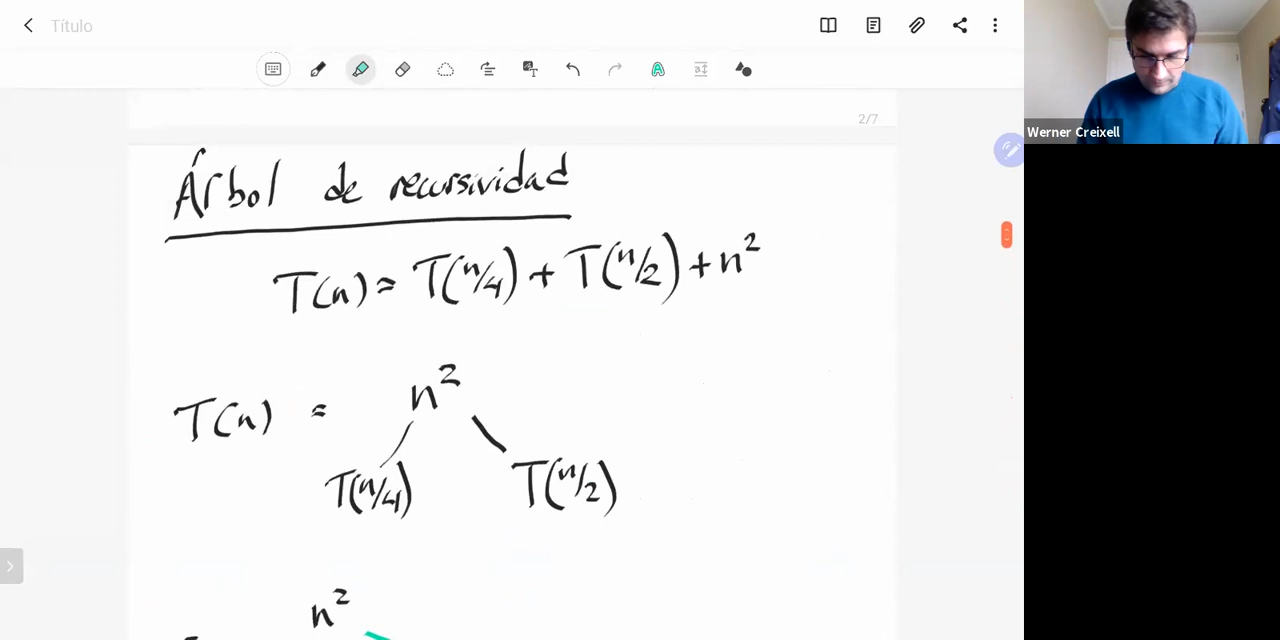 Título
2/7
Werner Creixell
Árbol de recursividad
T(n) = T(n/4) + T(n/2) + n²
T(n) = n²
T(n/4) T(n/2)
n²